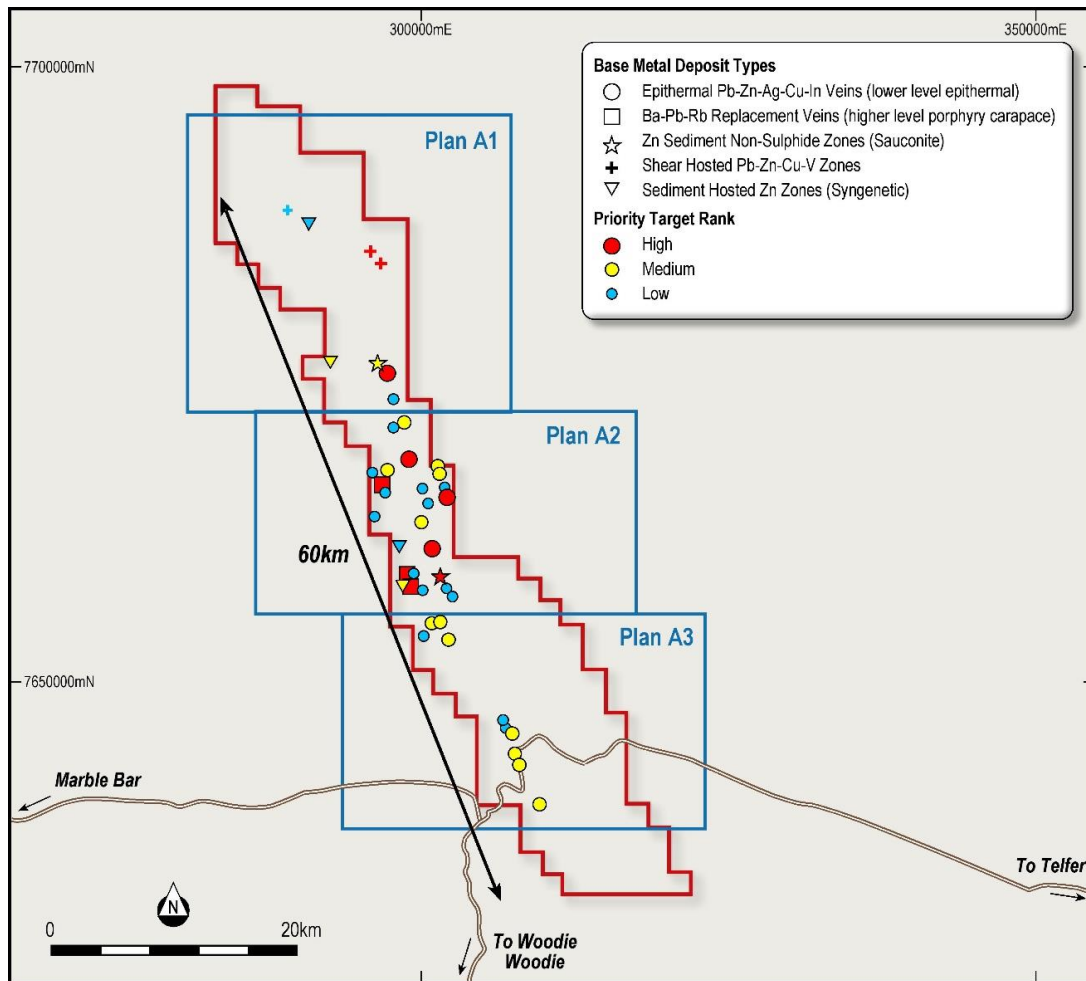 300000mE
350000mE
7700000mN
Base Metal Deposit Types
Epithermal Pb-Zn-Ag-Cu-In Veins (lower level epithermal)
Ba-Pb-Rb Replacement Veins (higher level porphyry carapace)
Zn Sediment Non-Sulphide Zones (Sauconite)
Shear Hosted Pb-Zn-Cu-V Zones
Sediment Hosted Zn Zones (Syngenetic)
Priority Target Rank
High
Medium
Low
Plan A1
Plan A2
60km
Plan A3
7650000mN
Marble Bar
To Telfer
N
0
20km
To Woodie
Woodie